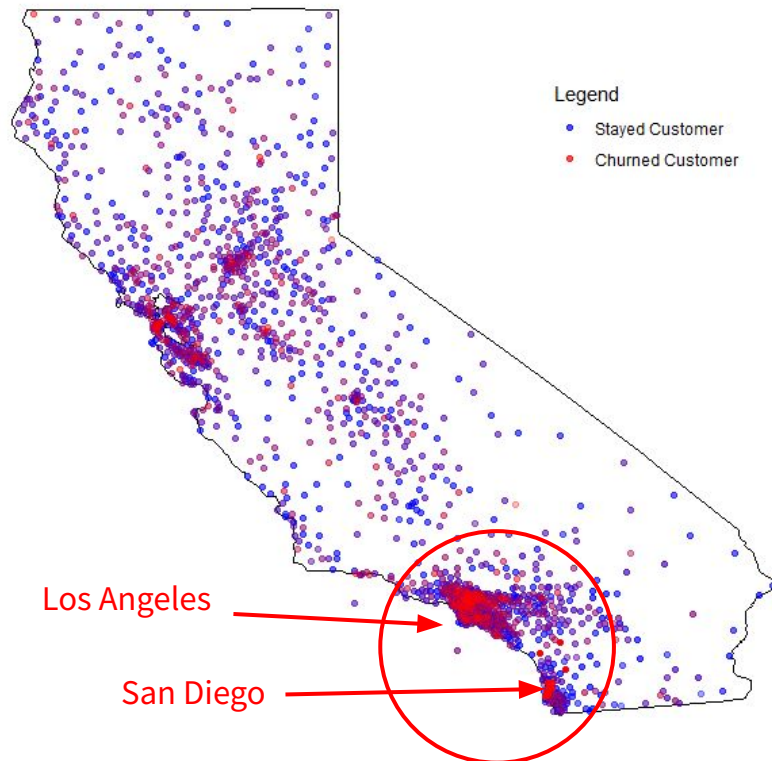 Legend
Stayed Customer
Churned Customer
Los Angeles
San Diego